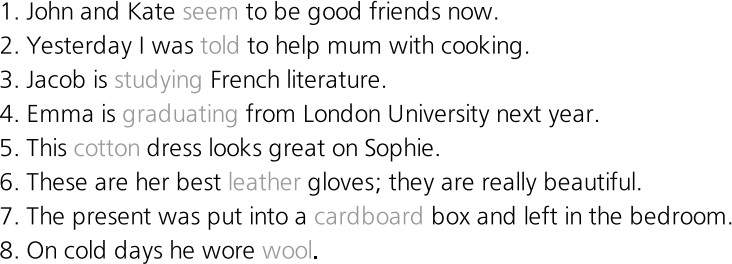 1. John and Kate seem to be good friends now.
2. Yesterday I was told to help mum with cooking.
3. Jacob is studying French literature.
4. Emma is graduating from London University next year.
5. This cotton dress looks great on Sophie.
6. These are her best leather gloves; they are really beautiful.
7. The present was put into a cardboard box and left in the bedroom.
8. On cold days he wore wool.